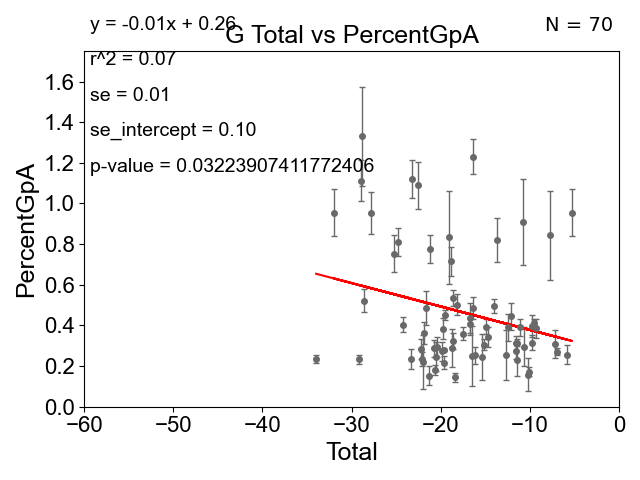 y = -0.01x + 0.26
N = 70
G Total vs PercentGpA
r^2 = 0.07
se = 0.01
se_intercept = 0.10
p-value = 0.03223907411772406
PercentGpA
1.6
1.4
1.2
1.0
0.8
0.6
0.4
0.2
0.0
−60 −50 −40 −30 −20 −10 0
Total